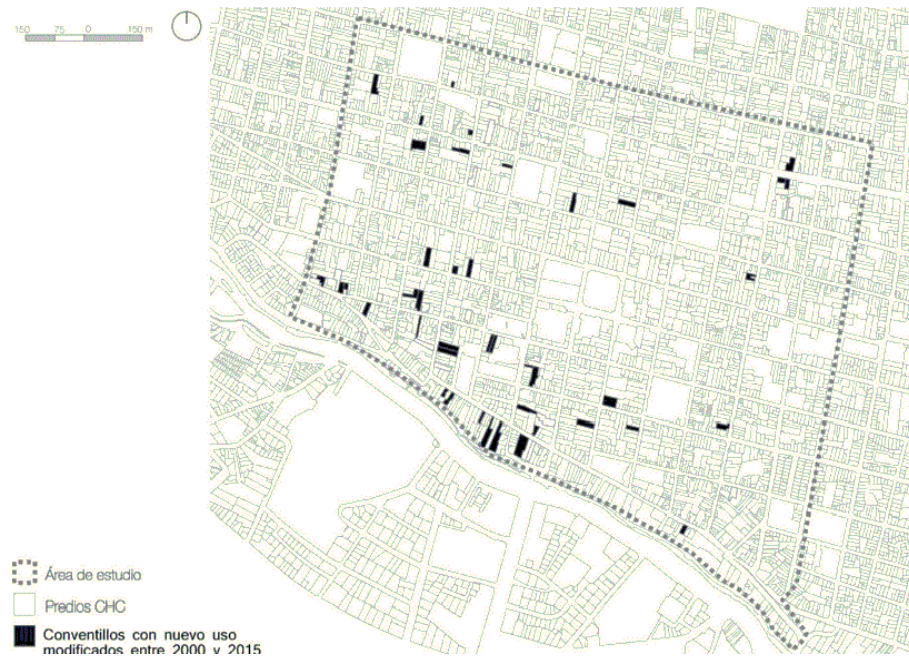 150 75 0 150 m
Área de estudio
Predios CHC
Conventillos con nuevo uso
modificados entre 2000 y 2015